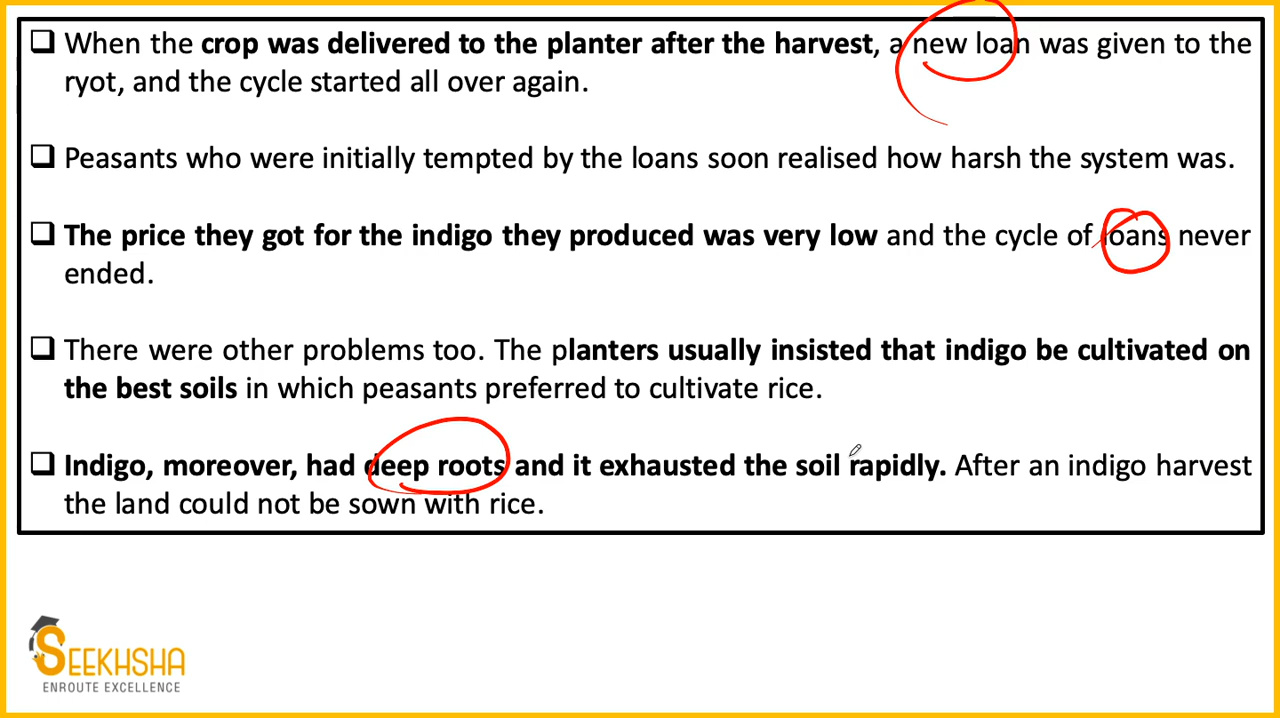 ❑ When the crop was delivered to the planter after the harvest, a new loan was given to the
ryot, and the cycle started all over again.
❑ Peasants who were initially tempted by the loans soon realised how harsh the system was.
❑ The price they got for the indigo they produced was very low and the cycle of loans never
ended.
❑ There were other problems too. The planters usually insisted that indigo be cultivated on
the best soils in which peasants preferred to cultivate rice.
❑ Indigo, moreover, had deep roots and it exhausted the soil rapidly. After an indigo harvest
the land could not be sown with rice.
SEEKHSHA
ENROUTE EXCELLENCE